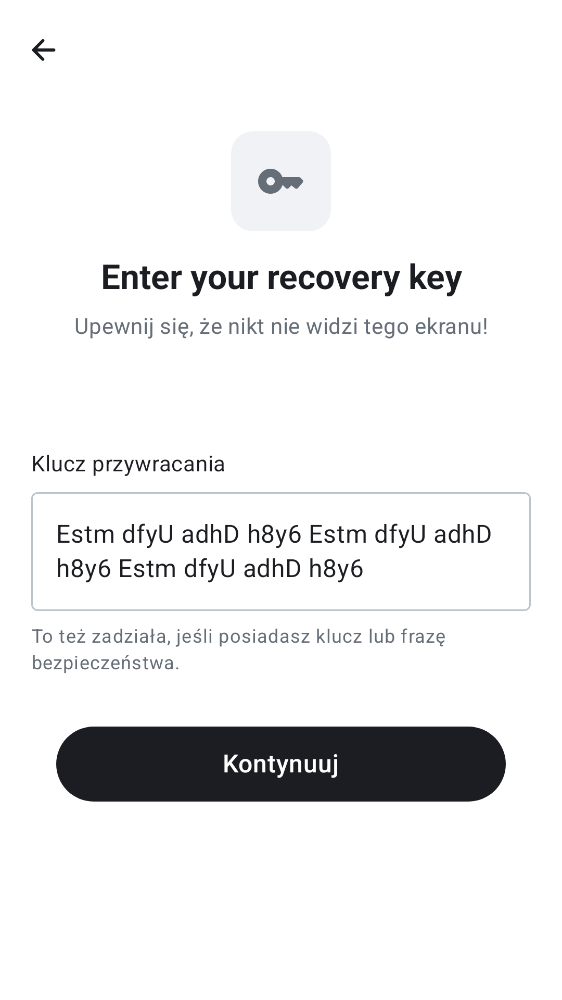 Enter your recovery key
Upewnij się, że nikt nie widzi tego ekranu!
Klucz przywracania
Estm dfyU adhD h8y6 Estm dfyU adhD
h8y6 Estm dfyU adhD h8y6
To też zadziała, jeśli posiadasz klucz lub frazę
bezpieczeństwa.
Kontynuuj